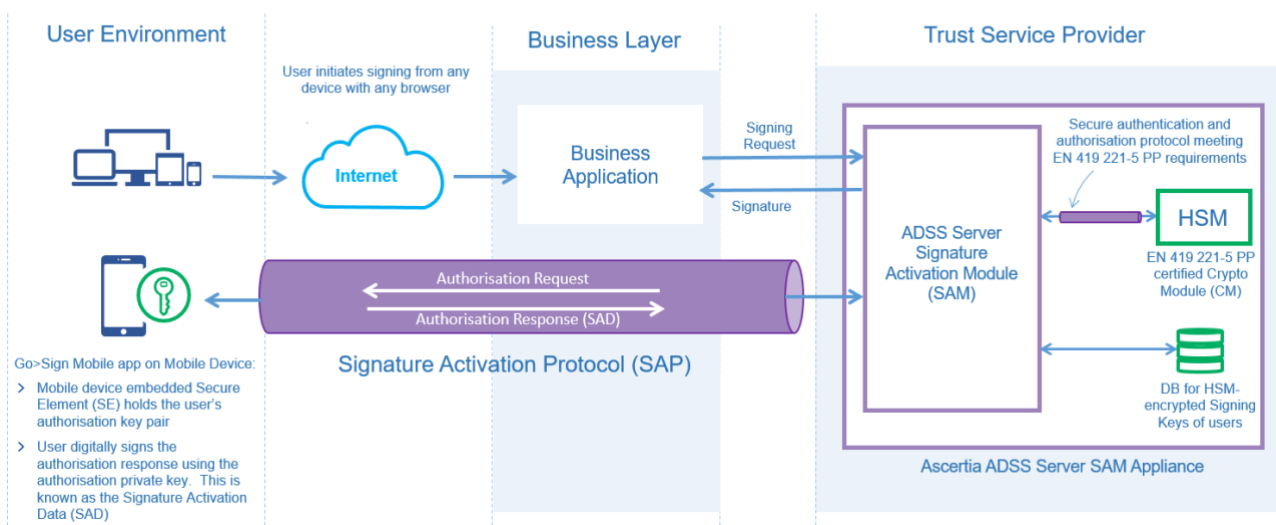 User Environment
Business Layer
Trust Service Provider
User initiates signing from any
device with any browser
Internet
Business
Application
Signing
Request
Signature
Secure authentication and
authorisation protocol meeting
EN 419 221-5 PP requirements
ADSS Server
Signature
Activation Module
(SAM)
HSM
EN 419 221-5 PP
certified Crypto
Module (CM)
DB for HSM-
encrypted Signing
Keys of users
Ascertia ADSS Server SAM Appliance
Authorisation Request
Authorisation Response (SAD)
Signature Activation Protocol (SAP)
Go>Sign Mobile app on Mobile Device:
> Mobile device embedded Secure
Element (SE) holds the user's
authorisation key pair
> User digitally signs the
authorisation response using the
authorisation private key. This is
known as the Signature Activation
Data (SAD)